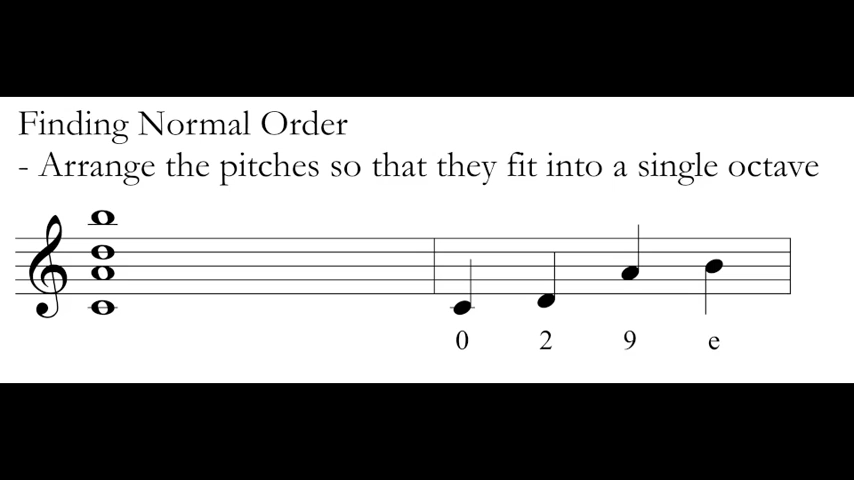 Finding Normal Order
- Arrange the pitches so that they fit into a single octave
0 2 9 e